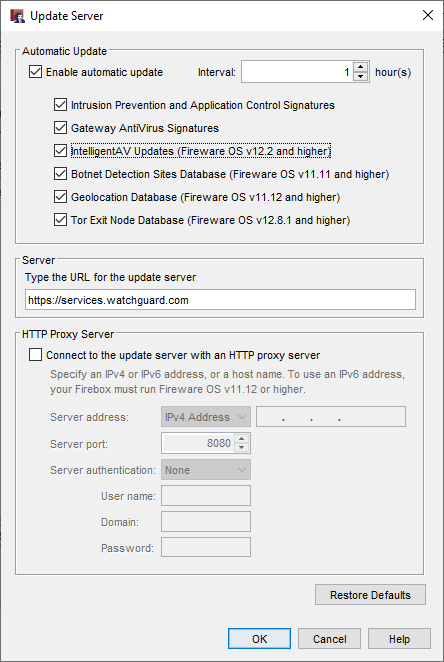 Update Server
Automatic Update
Enable automatic update Interval: 1 hour(s)
Intrusion Prevention and Application Control Signatures
Gateway AntiVirus Signatures
IntelligentAV Updates (Fireware OS v12.2 and higher)
Botnet Detection Sites Database (Fireware OS v11.11 and higher)
Geolocation Database (Fireware OS v11.12 and higher)
Tor Exit Node Database (Fireware OS v12.8.1 and higher)
Server
Type the URL for the update server
https://services.watchguard.com
HTTP Proxy Server
Connect to the update server with an HTTP proxy server
Specify an IPv4 or IPv6 address, or a host name. To use an IPv6 address,
your Firebox must run Fireware OS v11.12 or higher.
Server address: IPv4 Address . . .
Server port: 8080
Server authentication: None
User name:
Domain:
Password:
Restore Defaults
OK Cancel Help